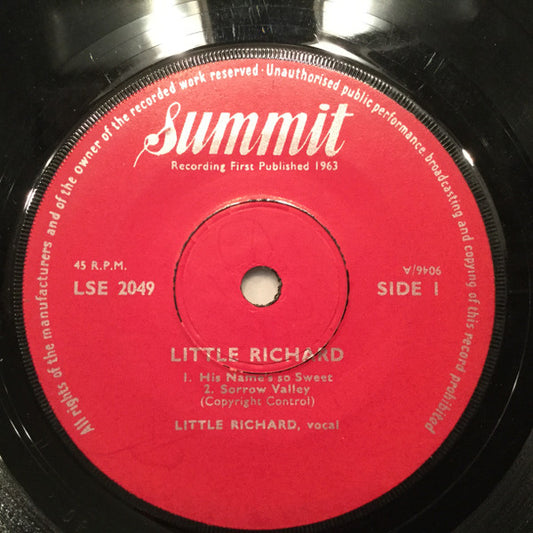 All rights of the manufacturers and of the owner of the recorded work reserved · Unauthorised public performance broadcasting and copying of this record prohibited
Summit
Recording First Published 1963
45 R.P.M.
LSE 2049
9046/A
SIDE 1
LITTLE RICHARD
1. His Name's so Sweet
2. Sorrow Valley
(Copyright Control)
LITTLE RICHARD, vocal